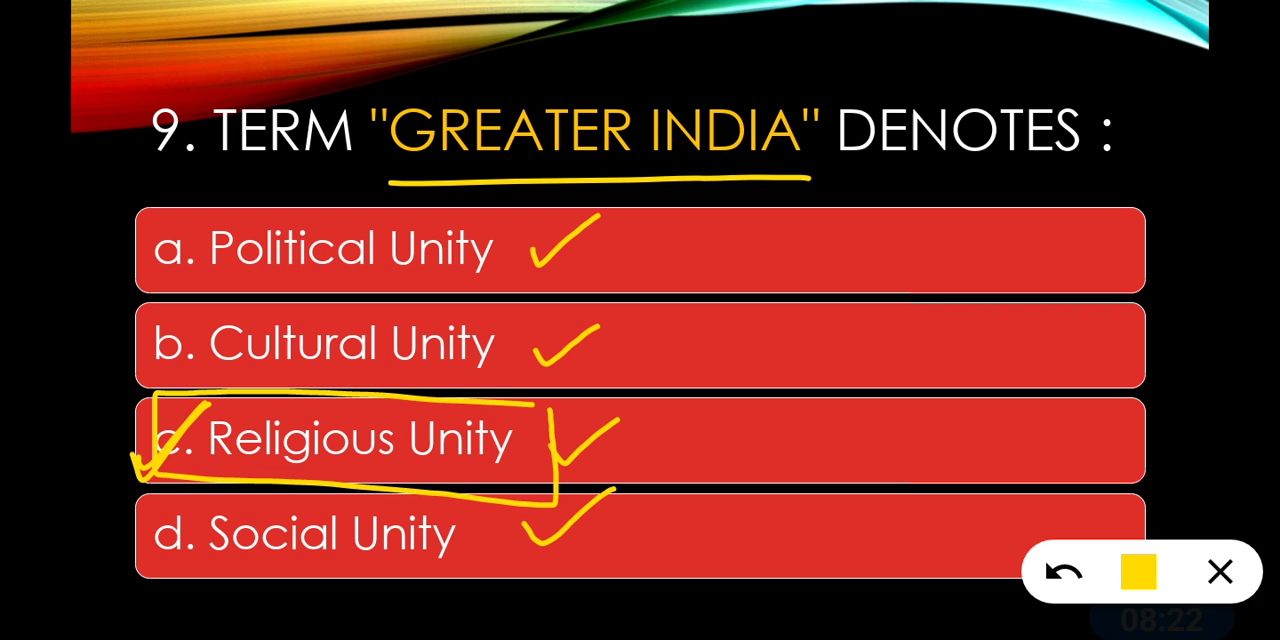 9. TERM "GREATER INDIA" DENOTES :
a. Political Unity
b. Cultural Unity
c. Religious Unity
d. Social Unity
08:22